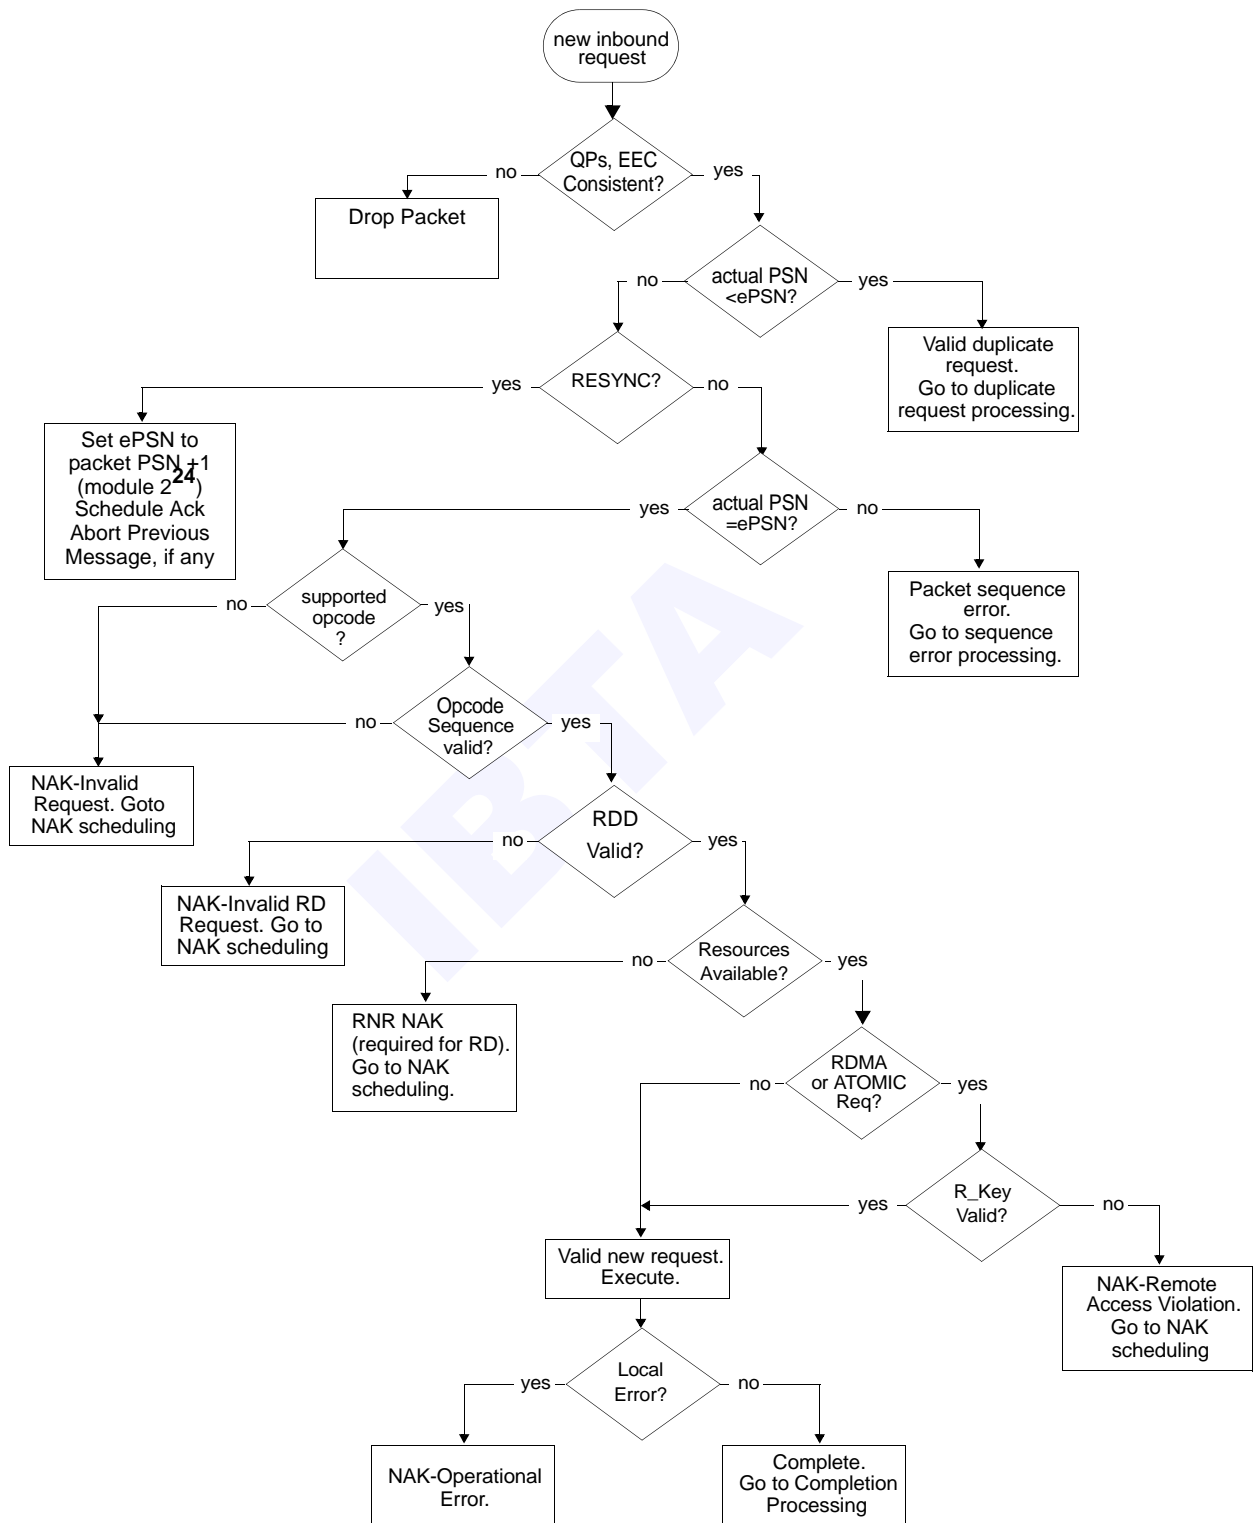 new inbound
request
QPs, EEC
Consistent?
no
yes
Drop Packet
actual PSN
<ePSN?
no
yes
Valid duplicate
request.
Go to duplicate
request processing.
RESYNC?
yes
no
Set ePSN to
packet PSN +1
(module 2^24)
Schedule Ack
Abort Previous
Message, if any
actual PSN
=ePSN?
yes
no
Packet sequence
error.
Go to sequence
error processing.
supported
opcode
?
no
yes
Opcode
Sequence
valid?
no
yes
NAK-Invalid
Request. Goto
NAK scheduling
RDD
Valid?
no
yes
NAK-Invalid RD
Request. Go to
NAK scheduling
Resources
Available?
no
yes
RNR NAK
(required for RD).
Go to NAK
scheduling.
RDMA
or ATOMIC
Req?
no
yes
R_Key
Valid?
yes
no
Valid new request.
Execute.
NAK-Remote
Access Violation.
Go to NAK
scheduling
Local
Error?
yes
no
NAK-Operational
Error.
Complete.
Go to Completion
Processing
IBTA